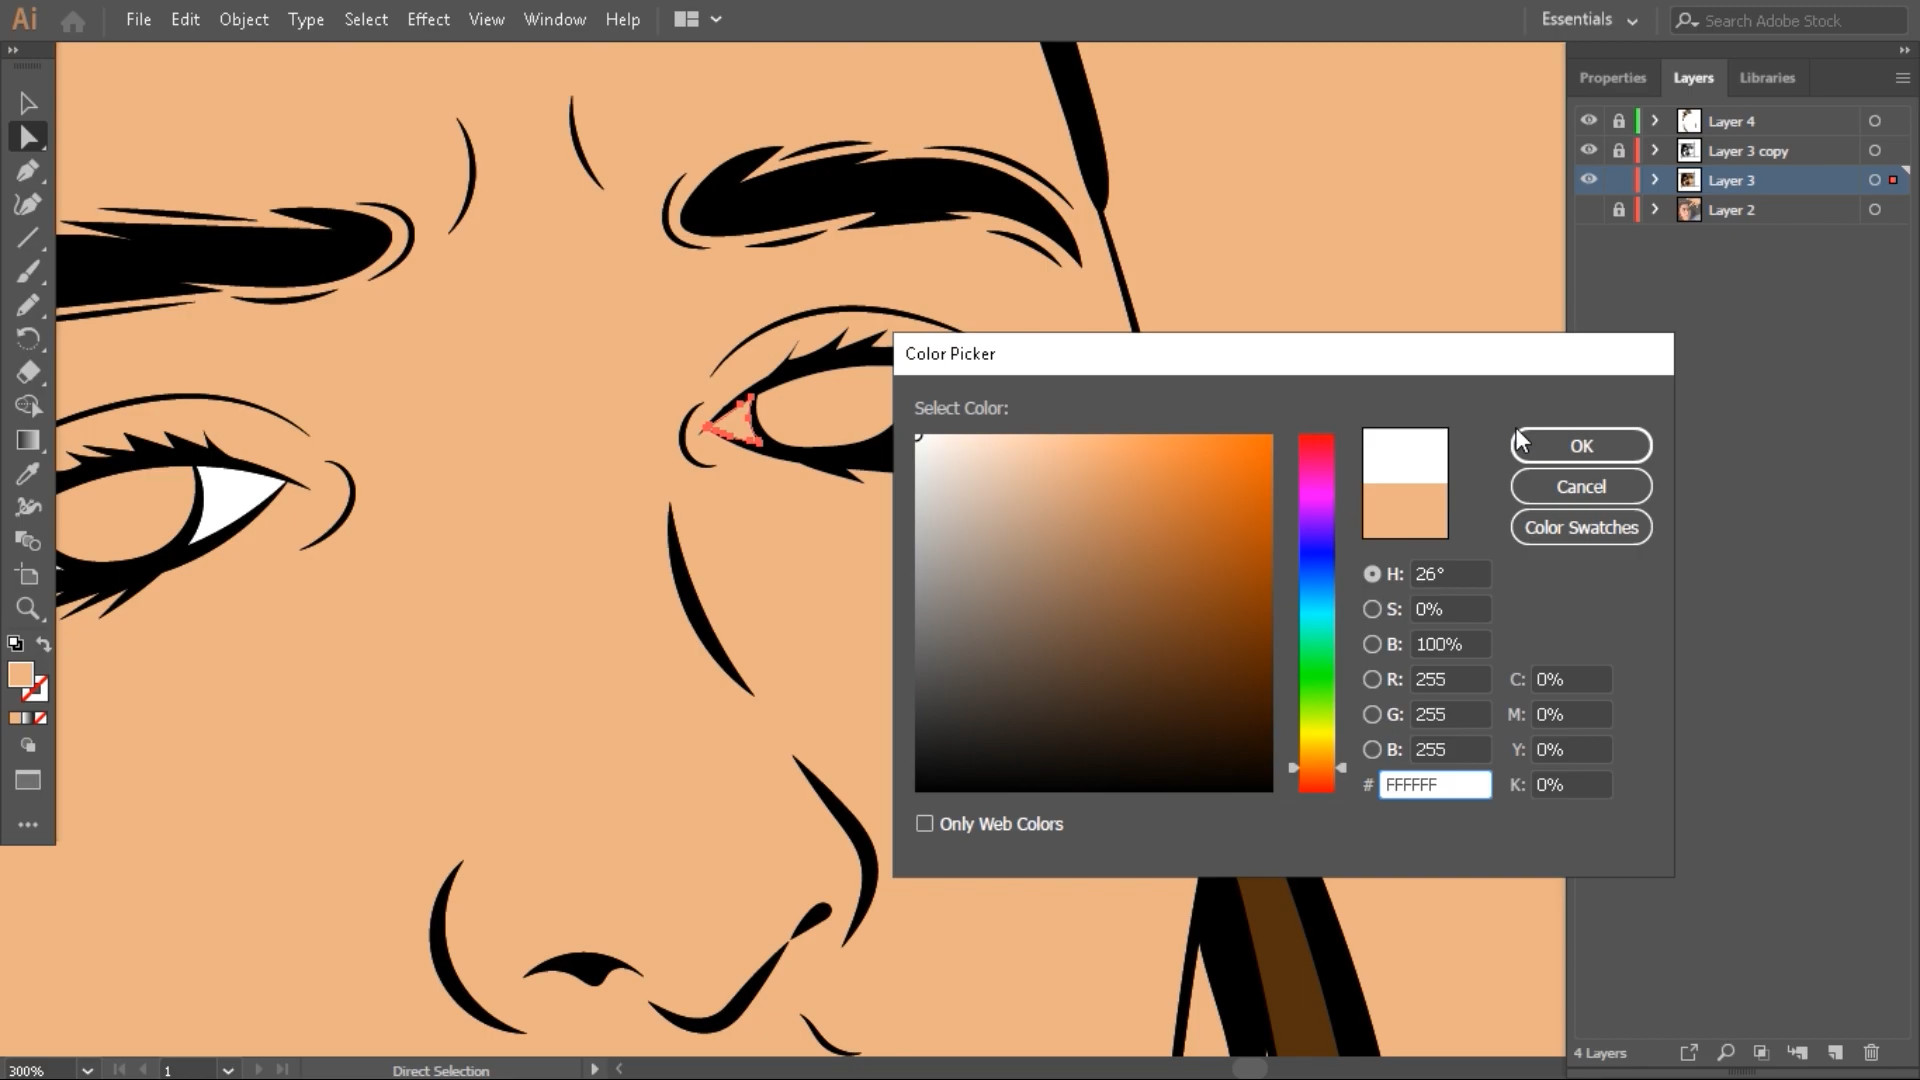 Ai File Edit Object Type Select Effect View Window Help Essentials Search Adobe Stock
Properties Layers Libraries
Layer 4
Layer 3 copy
Layer 3
Layer 2
Color Picker
Select Color:
OK
Cancel
Color Swatches
H: 26°
S: 0%
B: 100%
R: 255 C: 0%
G: 255 M: 0%
B: 255 Y: 0%
# FFFFFF K: 0%
Only Web Colors
4 Layers
300% 1 Direct Selection